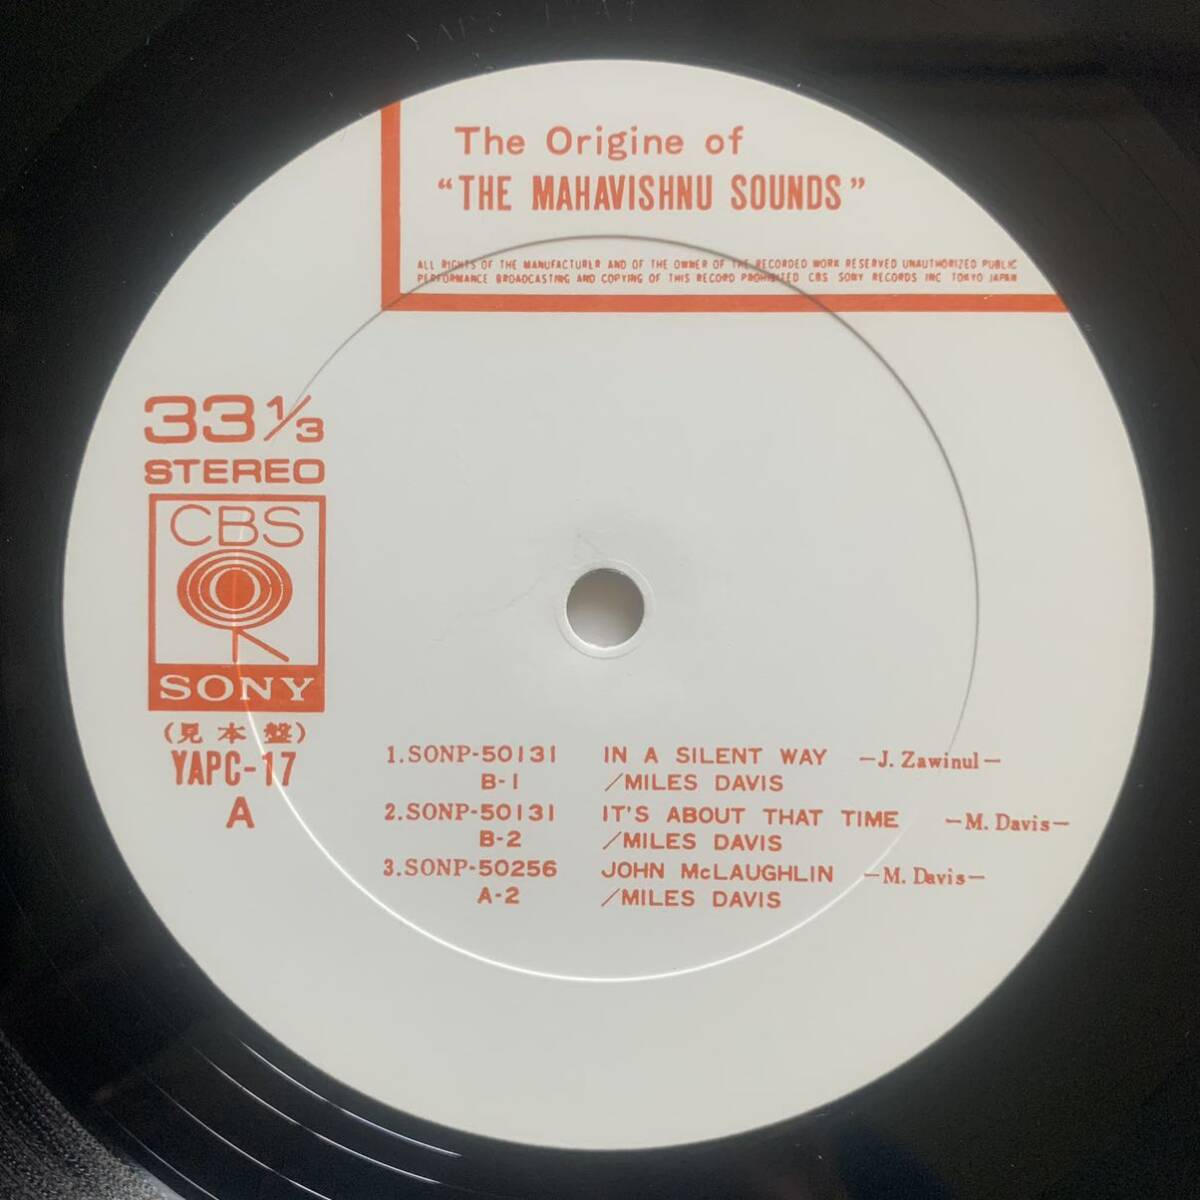 The Origine of
“THE MAHAVISHNU SOUNDS”
ALL RIGHTS OF THE MANUFACTURER AND OF THE OWNER OF THE RECORDED WORK RESERVED UNAUTHORIZED PUBLIC
PERFORMANCE BROADCASTING AND COPYING OF THIS RECORD PROHIBITED CBS SONY RECORDS INC TOKYO JAPAN
33 1/3
STEREO
CBS
SONY
(見本盤)
YAPC-17
A
1.SONP-50131 IN A SILENT WAY —J. Zawinul—
B-1 /MILES DAVIS
2.SONP-50131 IT'S ABOUT THAT TIME —M. Davis—
B-2 /MILES DAVIS
3.SONP-50256 JOHN McLAUGHLIN —M. Davis—
A-2 /MILES DAVIS